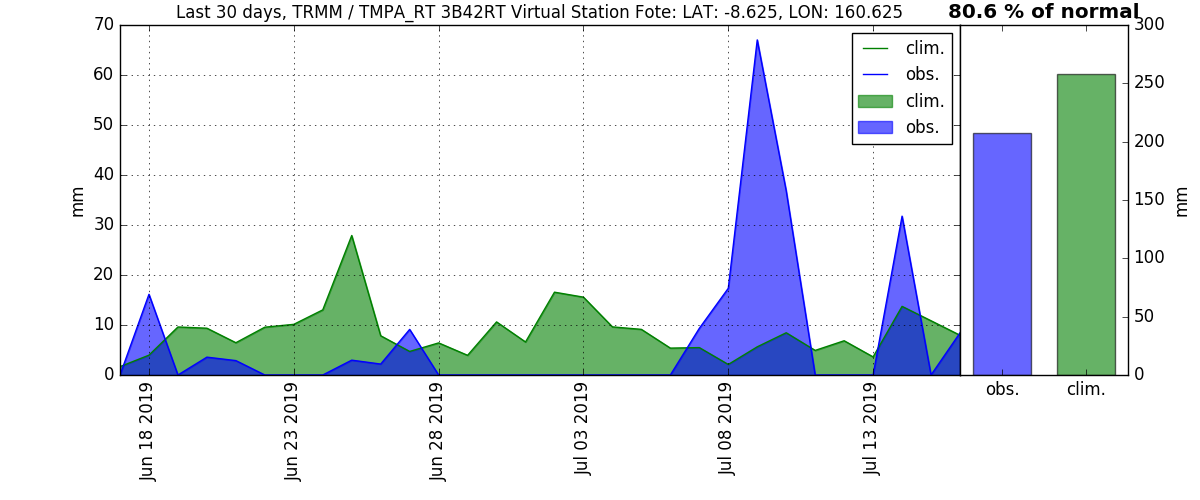 Last 30 days, TRMM / TMPA_RT 3B42RT Virtual Station Fote: LAT: -8.625, LON: 160.625
80.6 % of normal
70
60
50
40
30
20
10
0
mm
clim.
obs.
clim.
obs.
Jun 18 2019
Jun 23 2019
Jun 28 2019
Jul 03 2019
Jul 08 2019
Jul 13 2019
300
250
200
150
100
50
0
mm
obs.
clim.